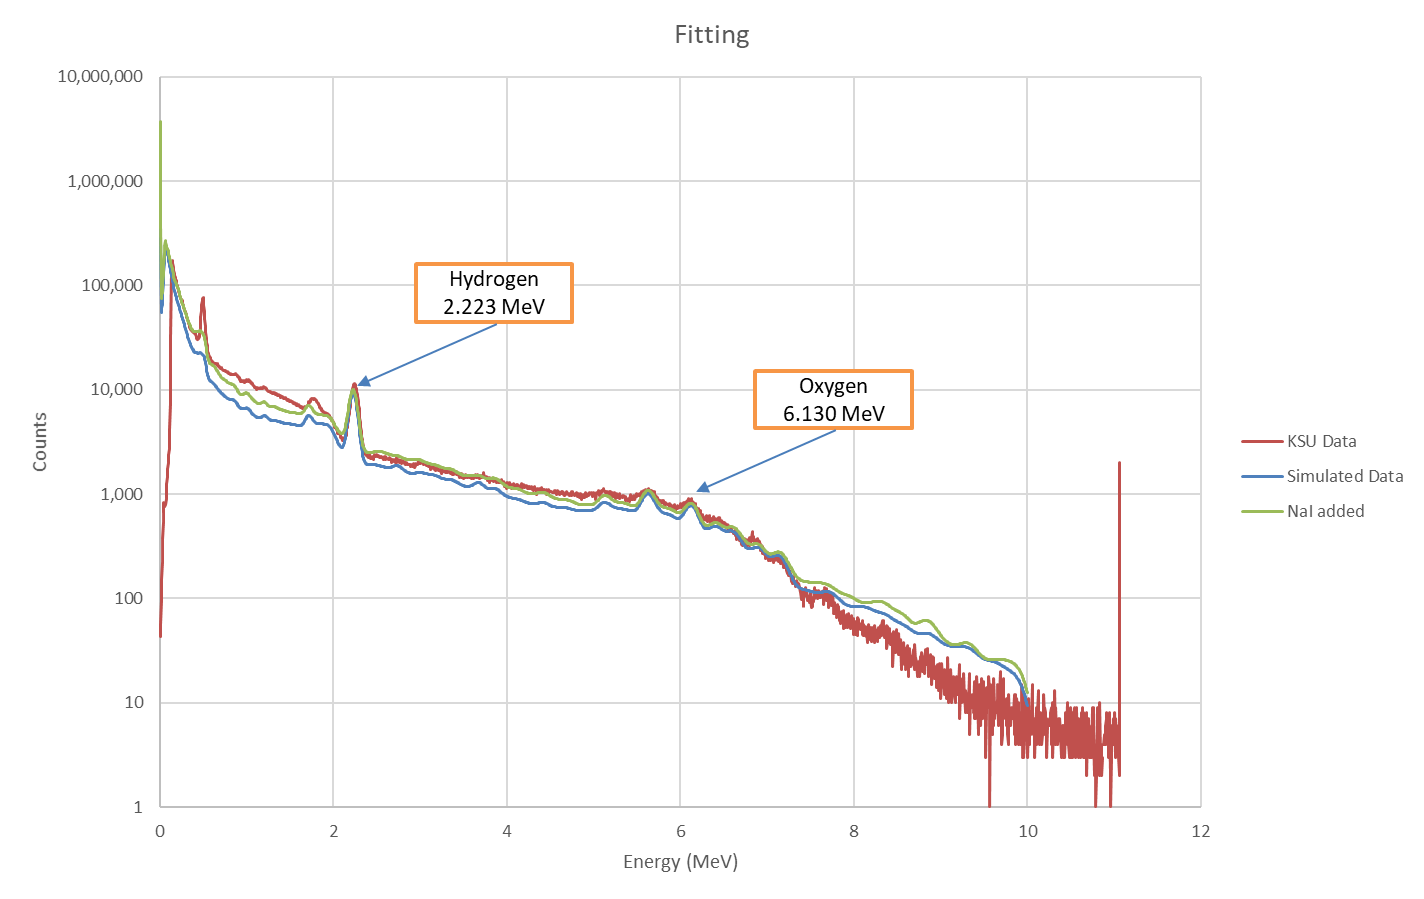 Fitting
10,000,000
1,000,000
100,000
10,000
1,000
100
10
1
Counts
Hydrogen
2.223 MeV
Oxygen
6.130 MeV
KSU Data
Simulated Data
NaI added
0 2 4 6 8 10 12
Energy (MeV)